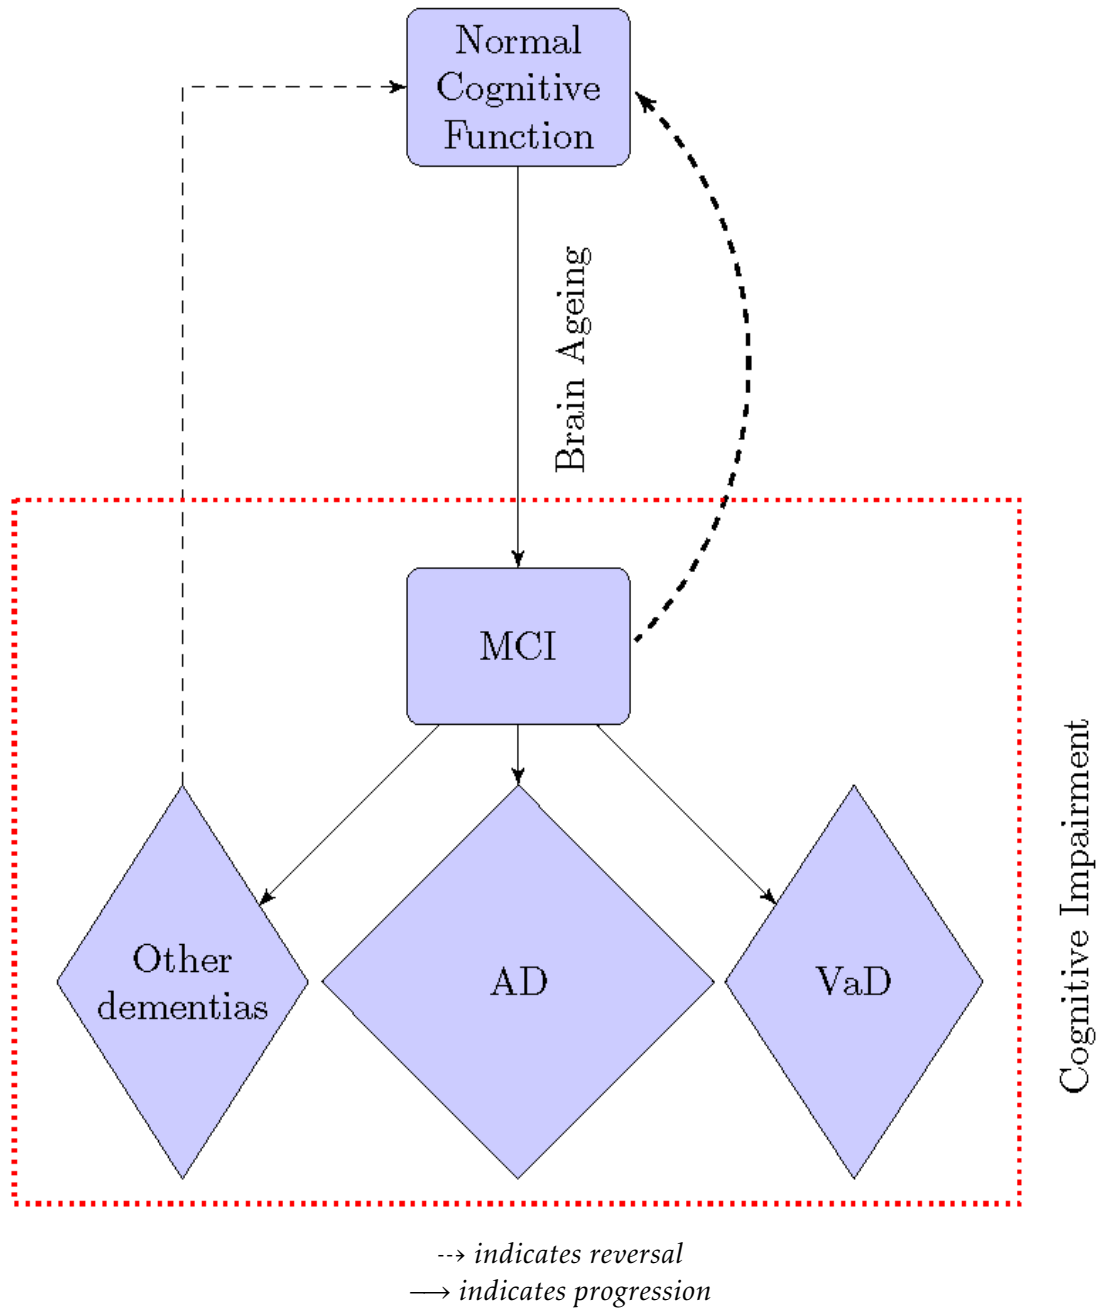 Normal
Cognitive
Function
Brain Ageing
MCI
Other
dementias
AD
VaD
Cognitive Impairment
⇢ indicates reversal
⟶ indicates progression